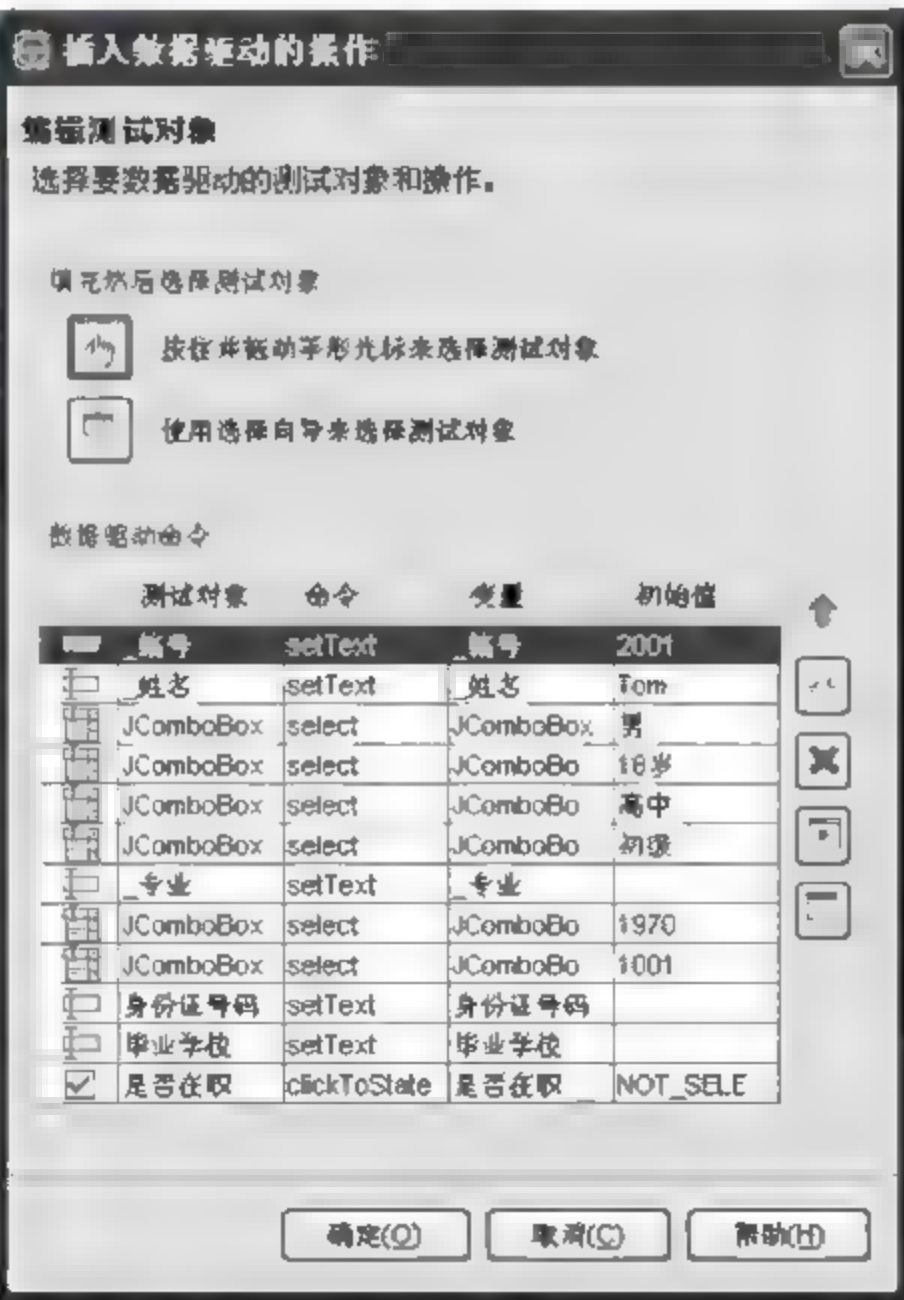 插入数据驱动的操作
编辑测试对象
选择要数据驱动的测试对象和操作。
填充然后选择测试对象
按住并拖动手形光标来选择测试对象
使用选择向导来选择测试对象
数据驱动命令
测试对象 命令 变量 初始值
_编号 setText _编号 2001
_姓名 setText _姓名 Tom
JComboBox select JComboBox 男
JComboBox select JComboBo 18岁
JComboBox select JComboBo 高中
JComboBox select JComboBo 初级
_专业 setText _专业
JComboBox select JComboBo 1970
JComboBox select JComboBo 1001
身份证号码 setText 身份证号码
毕业学校 setText 毕业学校
是否在职 clickToState 是否在职 NOT_SELE
确定(O) 取消(C) 帮助(H)